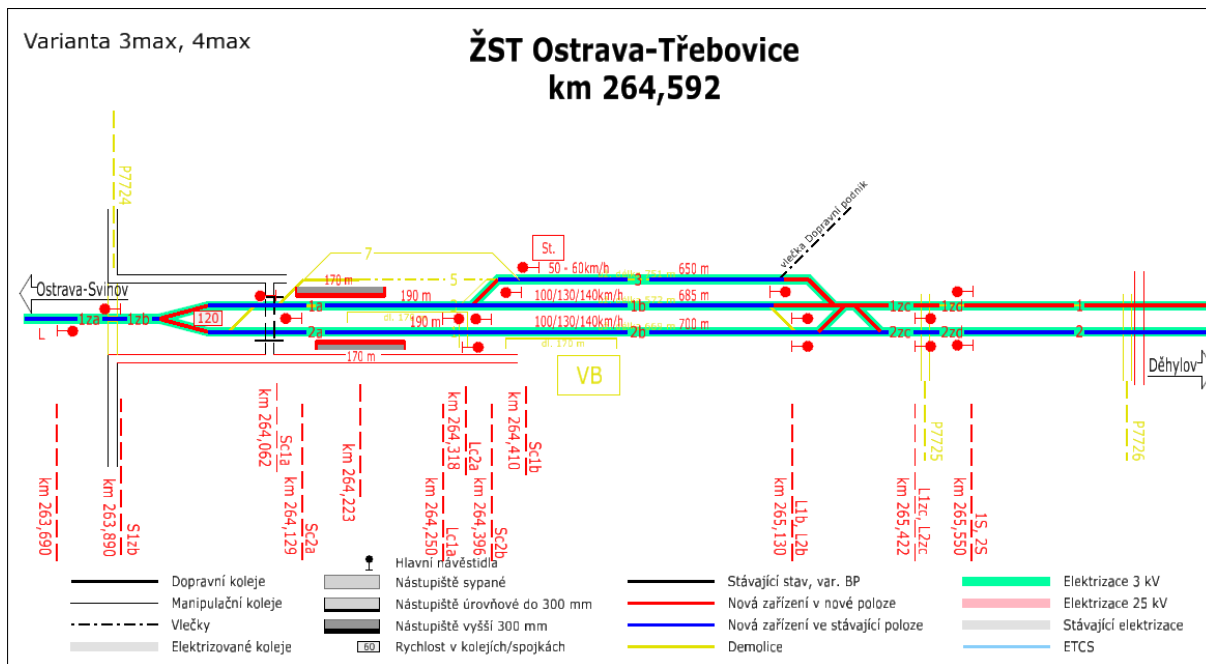 Varianta 3max, 4max
ŽST Ostrava-Třebovice
km 264,592
P7724
Ostrava-Svinov
Děhylov
vlečka Dopravní podnik
St.
VB
7
5
3
50 - 60km/h
650 m
170 m
190 m
100/130/140km/h
685 m
190 m
100/130/140km/h
700 m
170 m
dl. 170 m
120
L
1za
1zb
1a
1b
1zc
1zd
1
2a
2b
2zc
2zd
2
P7725
P7726
km 263,690
km 263,890
S1zb
km 264,062
Sc1a
km 264,129
Sc2a
km 264,223
km 264,250
Lc1a
km 264,318
Lc2a
km 264,396
Sc2b
km 264,410
Sc1b
km 265,130
L1b, L2b
km 265,422
L1zc, L2zc
km 265,550
1S, 2S
Dopravní koleje
Manipulační koleje
Vlečky
Elektrizované koleje
Hlavní návěstidla
Nástupiště sypané
Nástupiště úrovňové do 300 mm
Nástupiště vyšší 300 mm
60
Rychlost v kolejích/spojkách
Stávající stav, var. BP
Nová zařízení v nové poloze
Nová zařízení ve stávající poloze
Demolice
Elektrizace 3 kV
Elektrizace 25 kV
Stávající elektrizace
ETCS